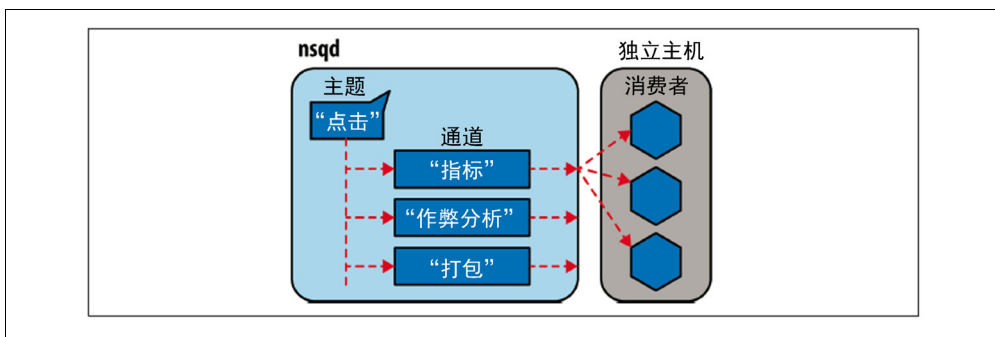 nsqd
独立主机
主题
消费者
“点击”
通道
“指标”
“作弊分析”
“打包”